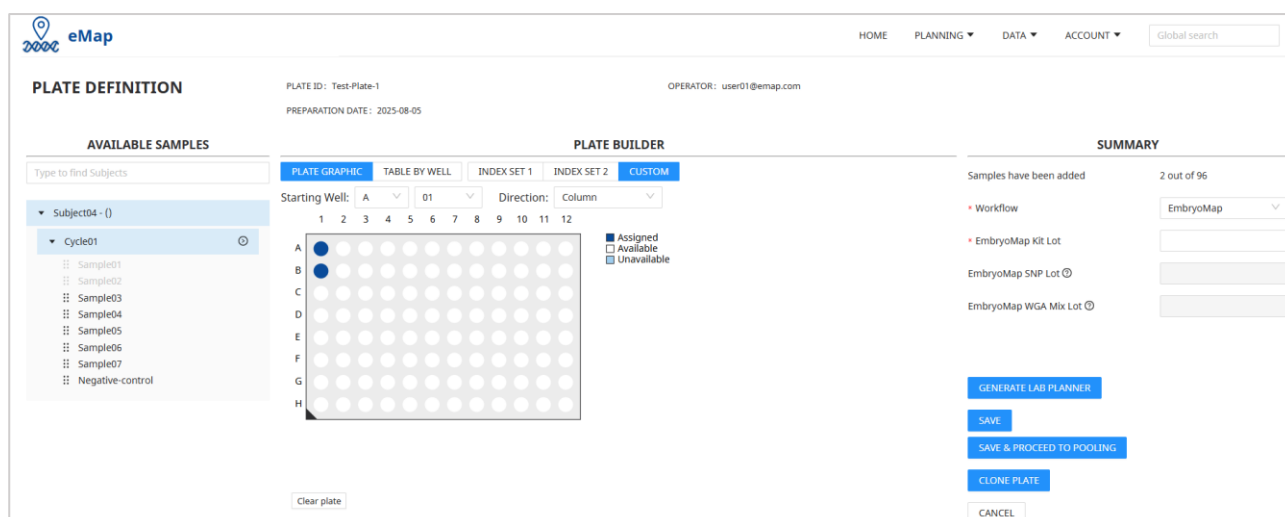 eMap
HOME PLANNING DATA ACCOUNT Global search
PLATE DEFINITION
PLATE ID: Test-Plate-1 OPERATOR: user01@emap.com
PREPARATION DATE: 2025-08-05
AVAILABLE SAMPLES
Type to find Subjects
Subject04 - ()
Cycle01
Sample01
Sample02
Sample03
Sample04
Sample05
Sample06
Sample07
Negative-control
PLATE BUILDER
PLATE GRAPHIC TABLE BY WELL INDEX SET 1 INDEX SET 2 CUSTOM
Starting Well: A 01 Direction: Column
1 2 3 4 5 6 7 8 9 10 11 12
A
B
C
D
E
F
G
H
Assigned
Available
Unavailable
Clear plate
SUMMARY
Samples have been added 2 out of 96
* Workflow EmbryoMap
* EmbryoMap Kit Lot
EmbryoMap SNP Lot
EmbryoMap WGA Mix Lot
GENERATE LAB PLANNER
SAVE
SAVE & PROCEED TO POOLING
CLONE PLATE
CANCEL